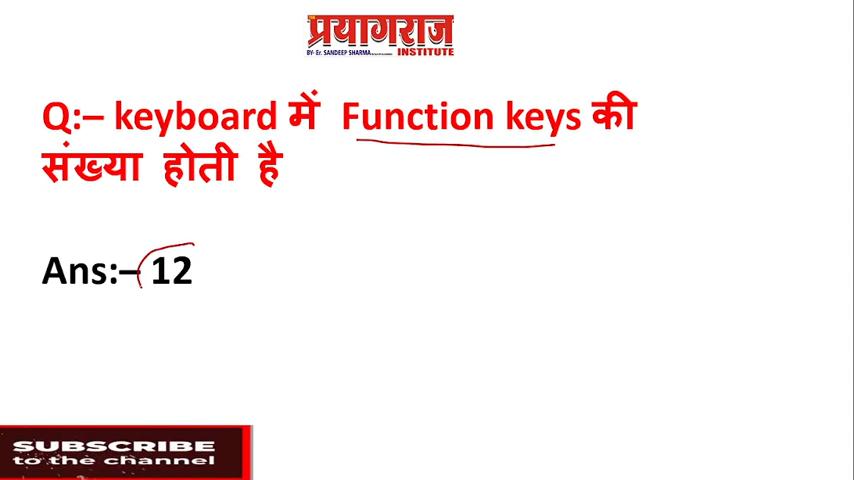 प्रयागराज
BY- Er. SANDEEP SHARMA
INSTITUTE
Q:– keyboard में Function keys की
संख्या होती है
Ans:– 12
SUBSCRIBE
to the channel